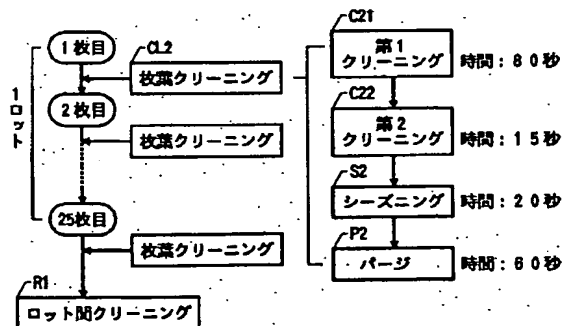 1ロット
1枚目
CL2
枚葉クリーニング
2枚目
枚葉クリーニング
25枚目
枚葉クリーニング
R1
ロット間クリーニング
C21
第1
クリーニング
時間:80秒
C22
第2
クリーニング
時間:15秒
S2
シーズニング
時間:20秒
P2
パージ
時間:60秒